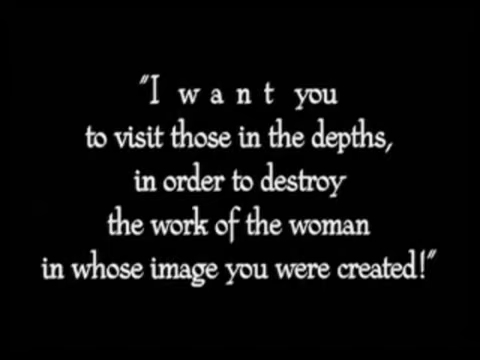 "I w a n t you
to visit those in the depths,
in order to destroy
the work of the woman
in whose image you were created!"